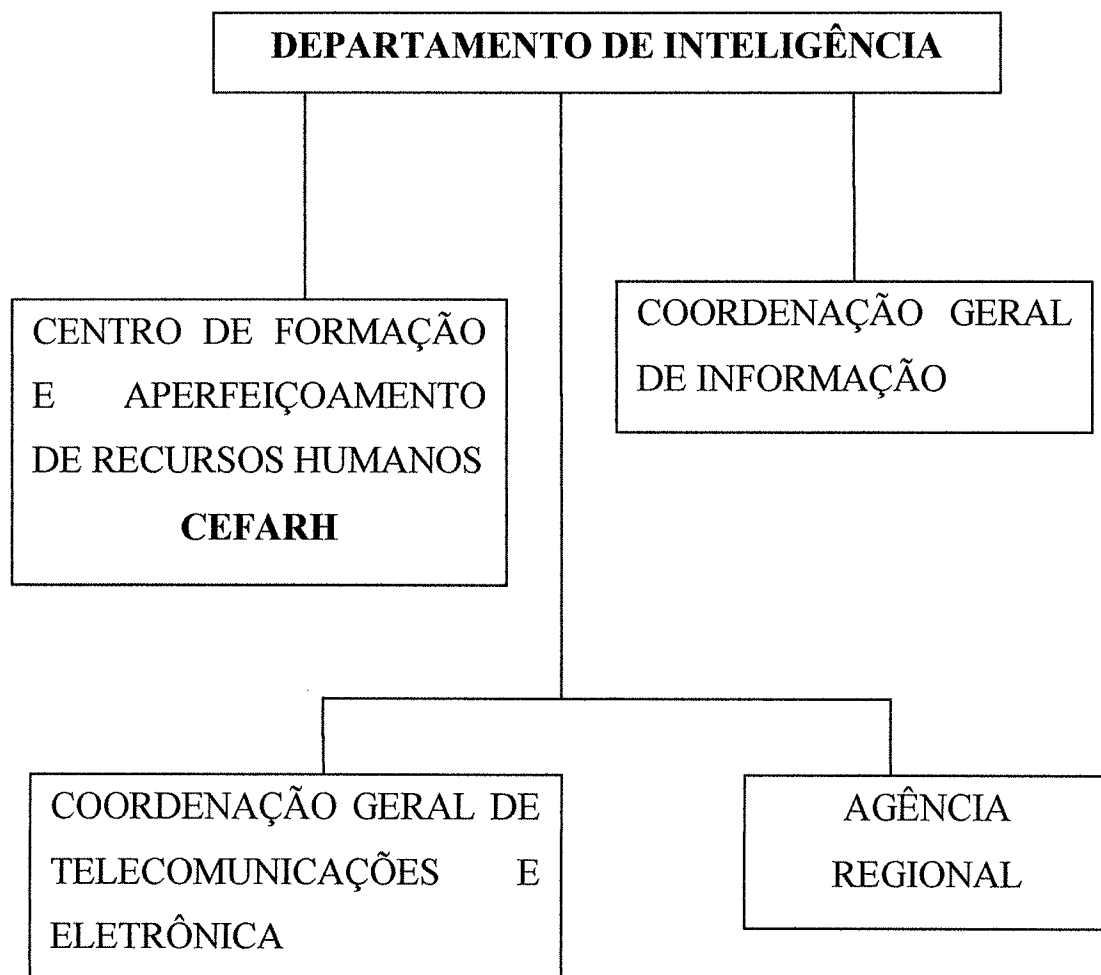 DEPARTAMENTO DE INTELIGÊNCIA
CENTRO DE FORMAÇÃO
E APERFEIÇOAMENTO
DE RECURSOS HUMANOS
CEFARH
COORDENAÇÃO GERAL
DE INFORMAÇÃO
COORDENAÇÃO GERAL DE
TELECOMUNICAÇÕES E
ELETRÔNICA
AGÊNCIA
REGIONAL